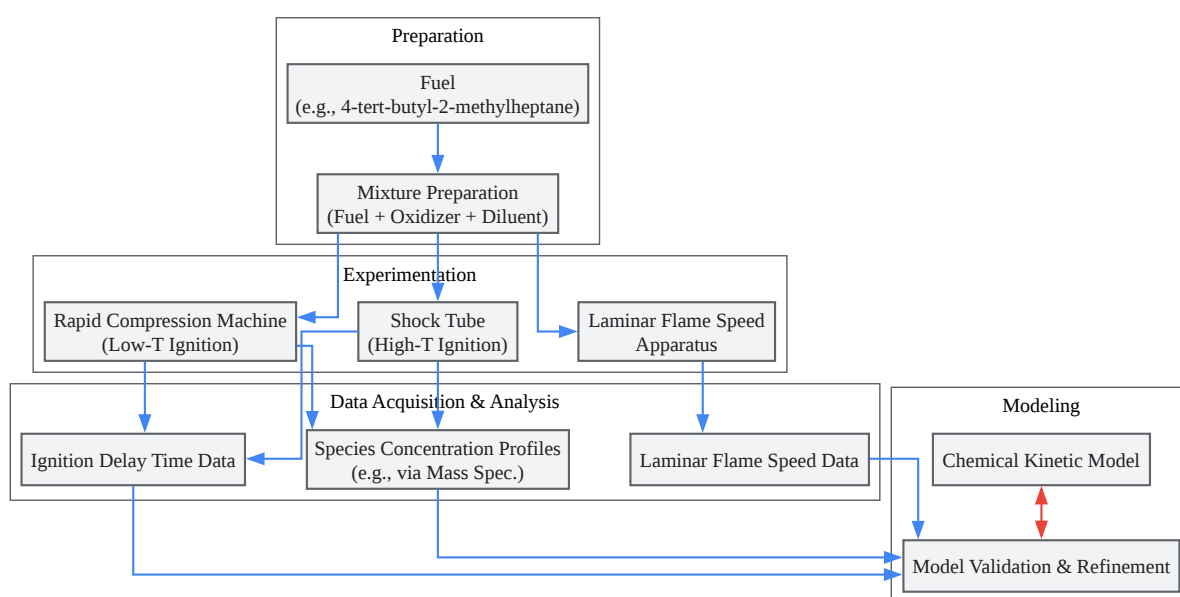 Preparation
Fuel
(e.g., 4-tert-butyl-2-methylheptane)
Mixture Preparation
(Fuel + Oxidizer + Diluent)
Experimentation
Rapid Compression Machine
(Low-T Ignition)
Shock Tube
(High-T Ignition)
Laminar Flame Speed
Apparatus
Data Acquisition & Analysis
Ignition Delay Time Data
Species Concentration Profiles
(e.g., via Mass Spec.)
Laminar Flame Speed Data
Modeling
Chemical Kinetic Model
Model Validation & Refinement